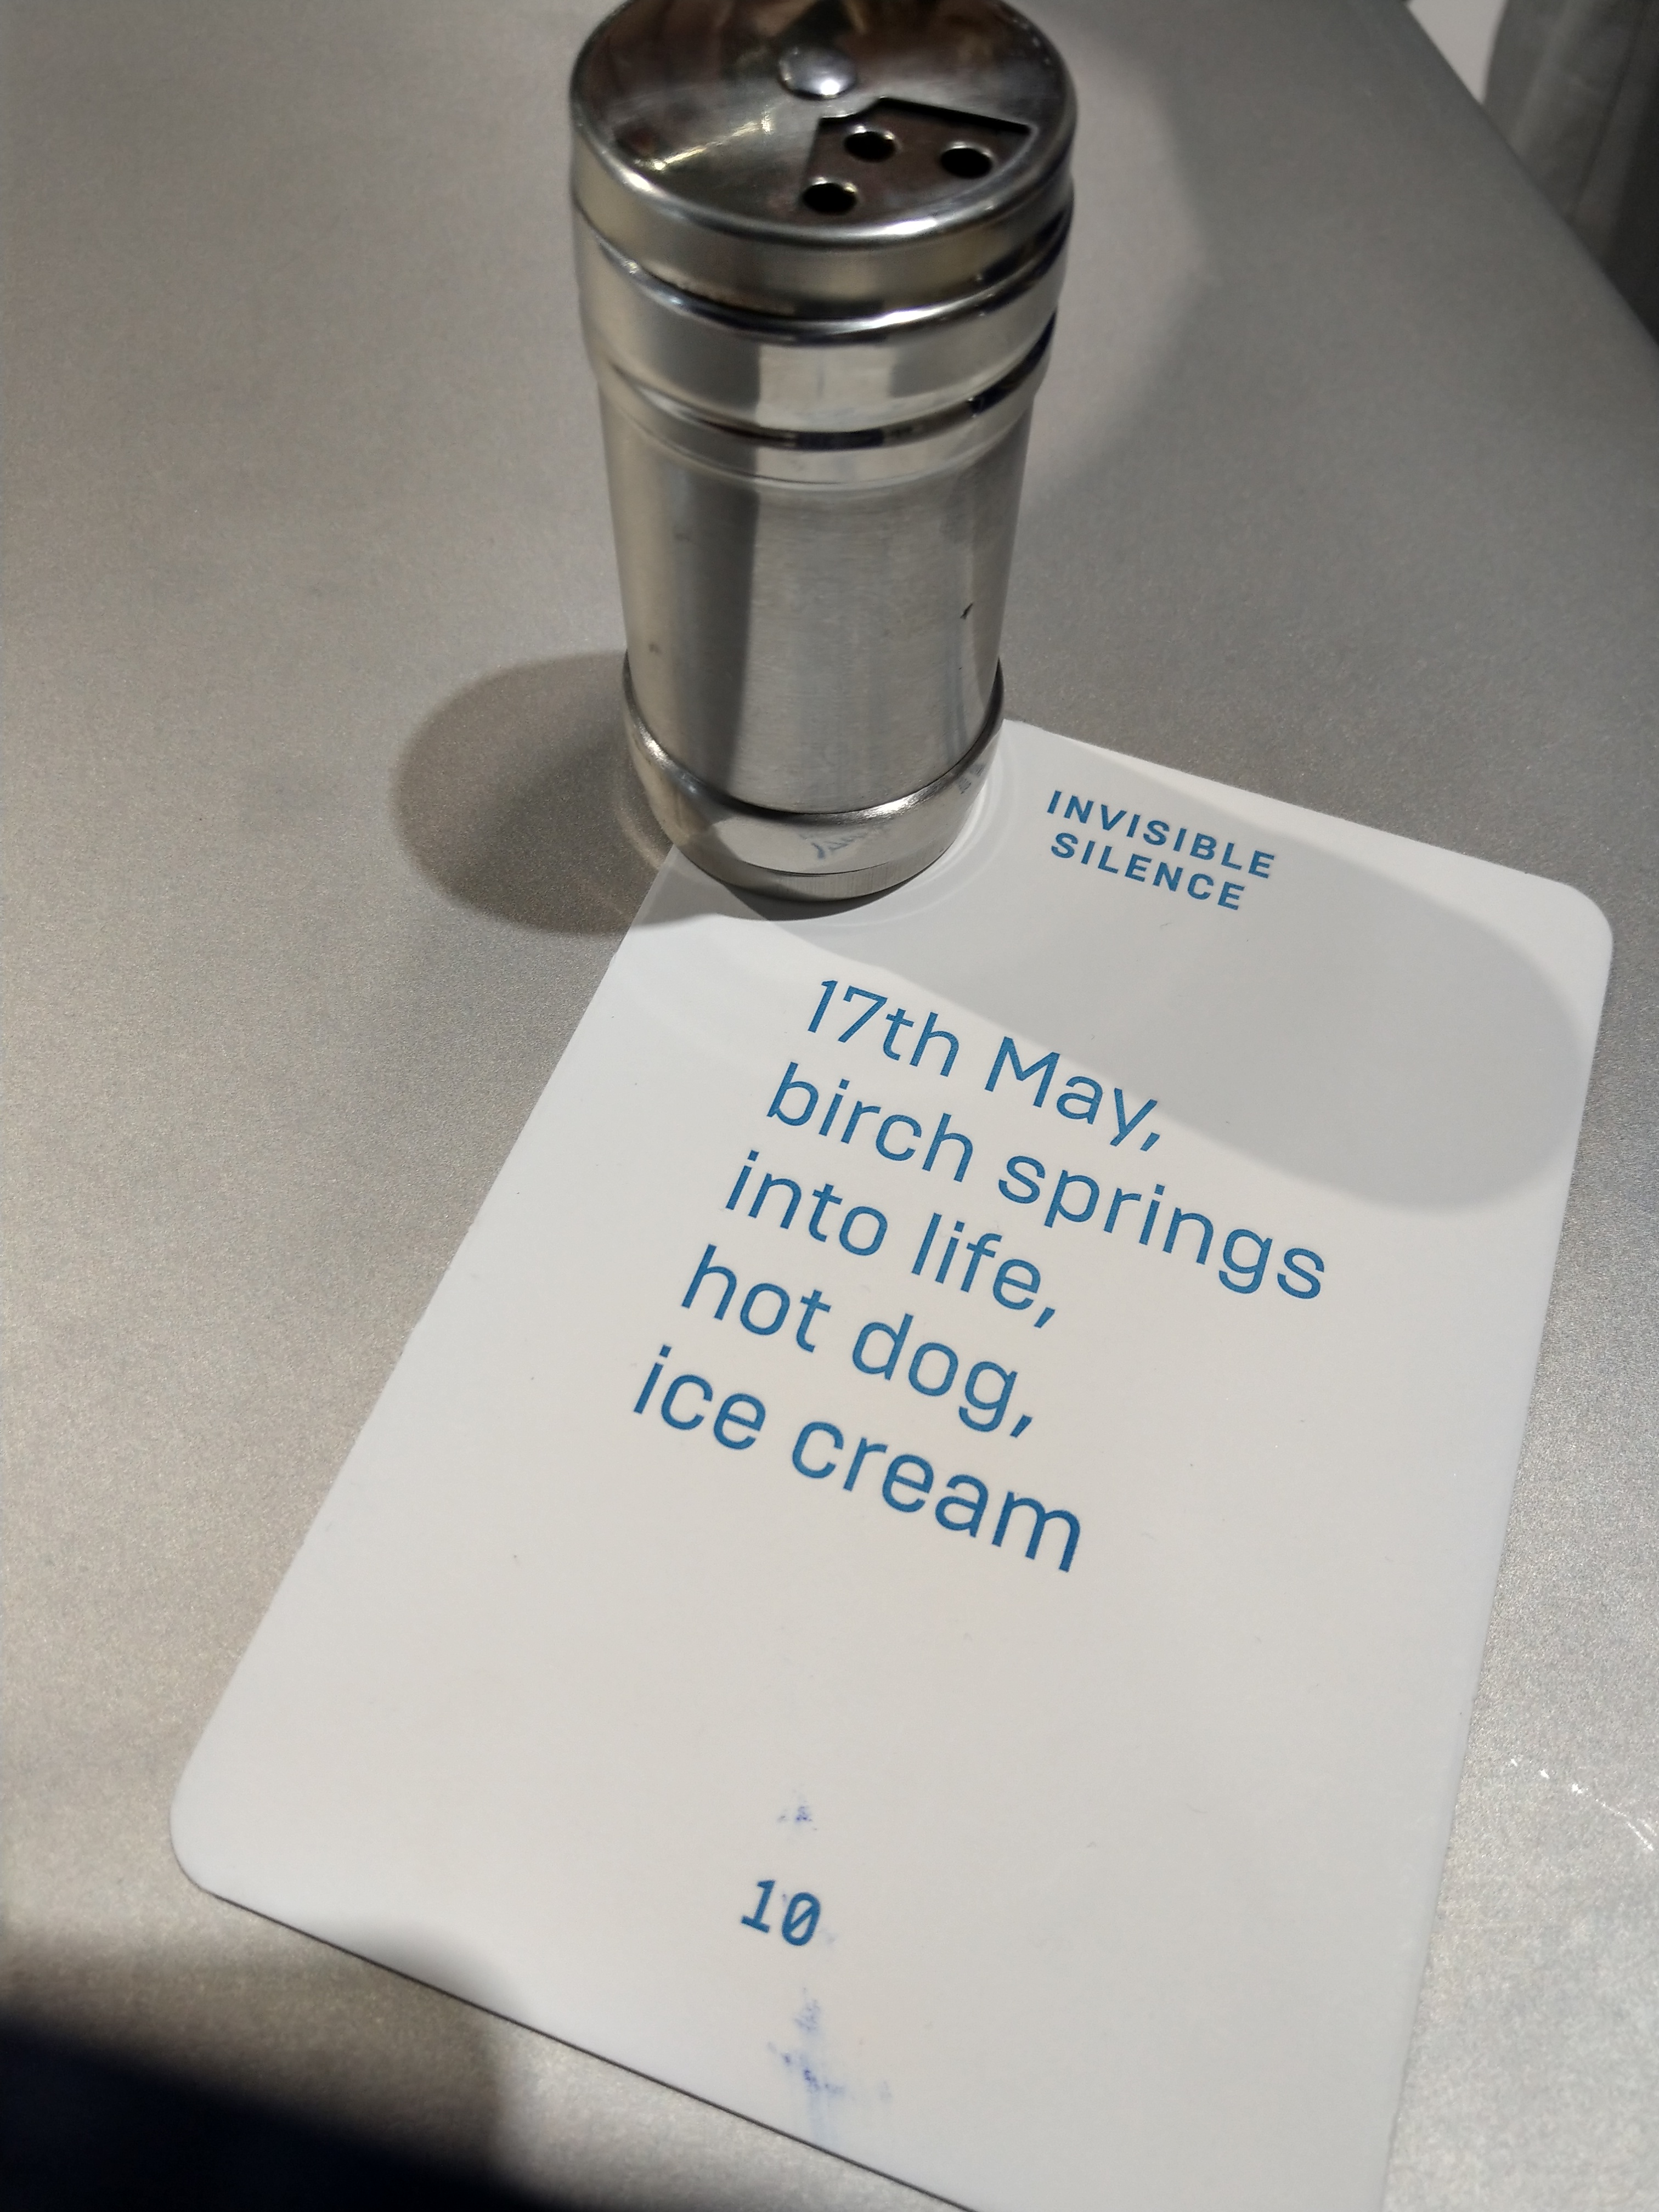 INVISIBLE
SILENCE
17th May,
birch springs
into life,
hot dog,
ice cream
10